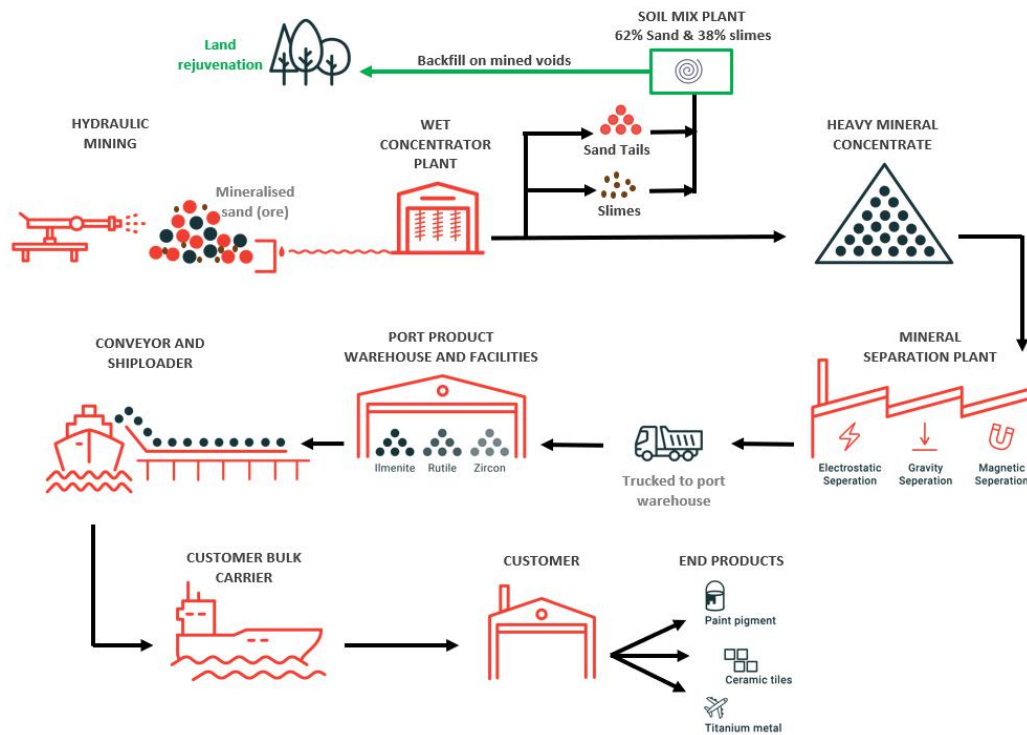 SOIL MIX PLANT
62% Sand & 38% slimes
Land
rejuvenation
Backfill on mined voids
HYDRAULIC
MINING
WET
CONCENTRATOR
PLANT
HEAVY MINERAL
CONCENTRATE
Mineralised
sand (ore)
Sand Tails
Slimes
CONVEYOR AND
SHIPLOADER
PORT PRODUCT
WAREHOUSE AND FACILITIES
MINERAL
SEPARATION PLANT
Ilmenite
Rutile
Zircon
Trucked to port
warehouse
Electrostatic
Seperation
Gravity
Seperation
Magnetic
Seperation
CUSTOMER BULK
CARRIER
CUSTOMER
END PRODUCTS
Paint pigment
Ceramic tiles
Titanium metal